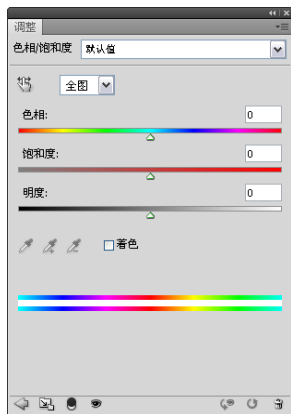 调整
色相/饱和度 默认值
全图
色相: 0
饱和度: 0
明度: 0
着色